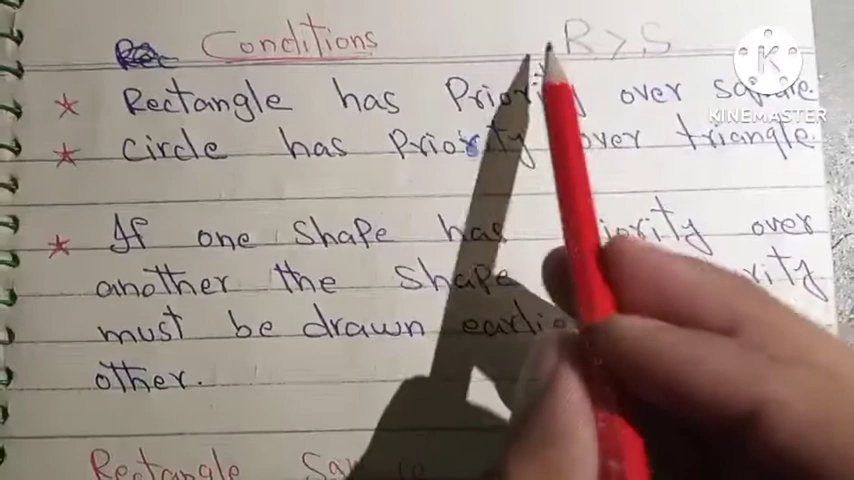 Conditions R > S
Rectangle has Priority over square.
Circle has Priority over triangle.
If one shape has over
another the shape
must be drawn
other.
Rectangle
K
KINEMASTER